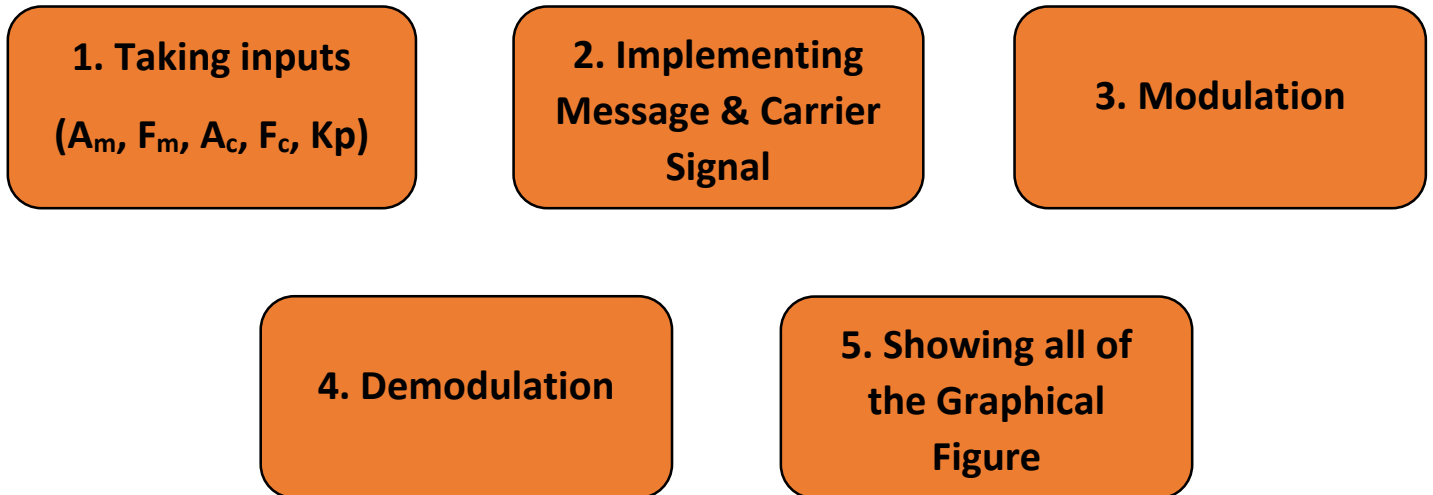 1. Taking inputs
(Am, Fm, Ac, Fc, Kp)
2. Implementing
Message & Carrier
Signal
3. Modulation
4. Demodulation
5. Showing all of
the Graphical
Figure